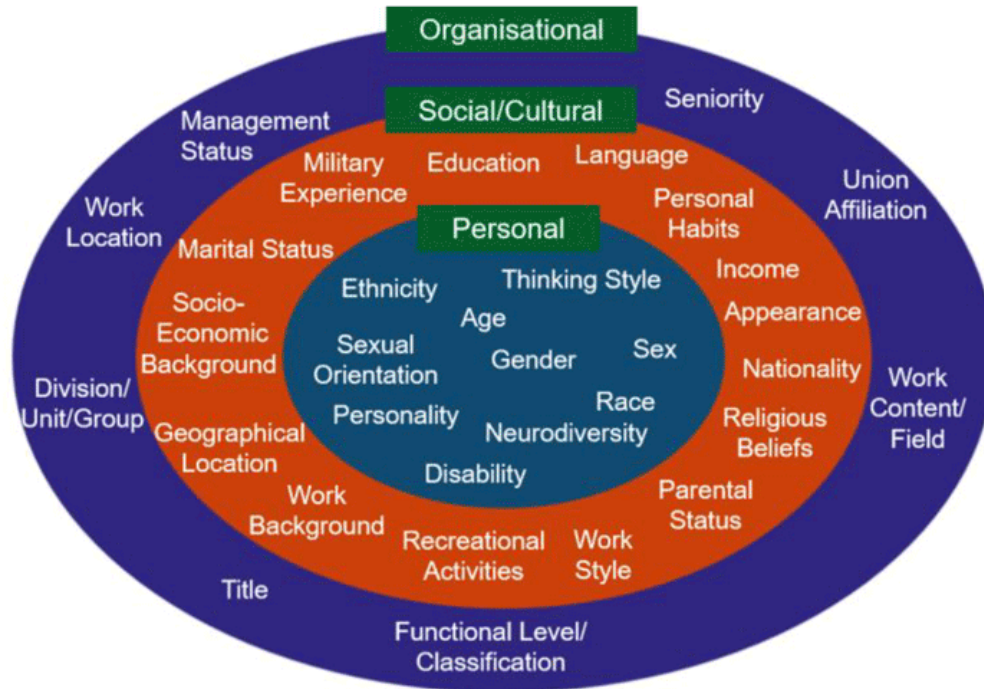 Organisational
Seniority
Management
Status
Union
Affiliation
Work
Location
Work
Content/
Field
Division/
Unit/Group
Title
Functional Level/
Classification
Social/Cultural
Military
Experience
Education
Language
Personal
Habits
Marital Status
Income
Socio-
Economic
Background
Appearance
Nationality
Geographical
Location
Religious
Beliefs
Work
Background
Parental
Status
Recreational
Activities
Work
Style
Personal
Ethnicity
Thinking Style
Age
Sexual
Orientation
Gender
Sex
Personality
Race
Neurodiversity
Disability